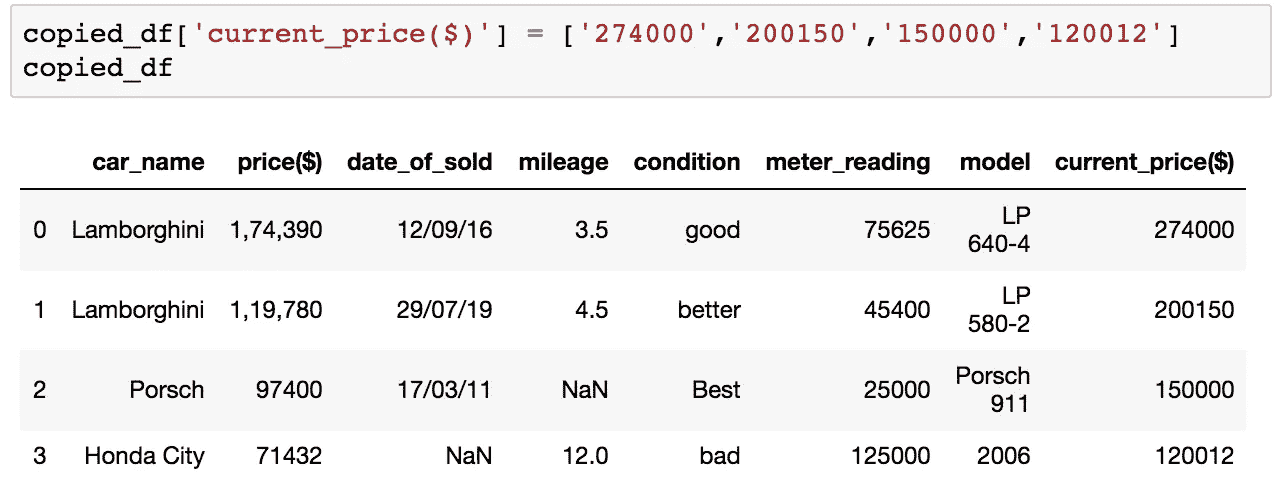 copied_df['current_price($)'] = ['274000','200150','150000','120012']
copied_df
car_name price($) date_of_sold mileage condition meter_reading model current_price($)
0 Lamborghini 1,74,390 12/09/16 3.5 good 75625 LP 640-4 274000
1 Lamborghini 1,19,780 29/07/19 4.5 better 45400 LP 580-2 200150
2 Porsch 97400 17/03/11 NaN Best 25000 Porsch 911 150000
3 Honda City 71432 NaN 12.0 bad 125000 2006 120012